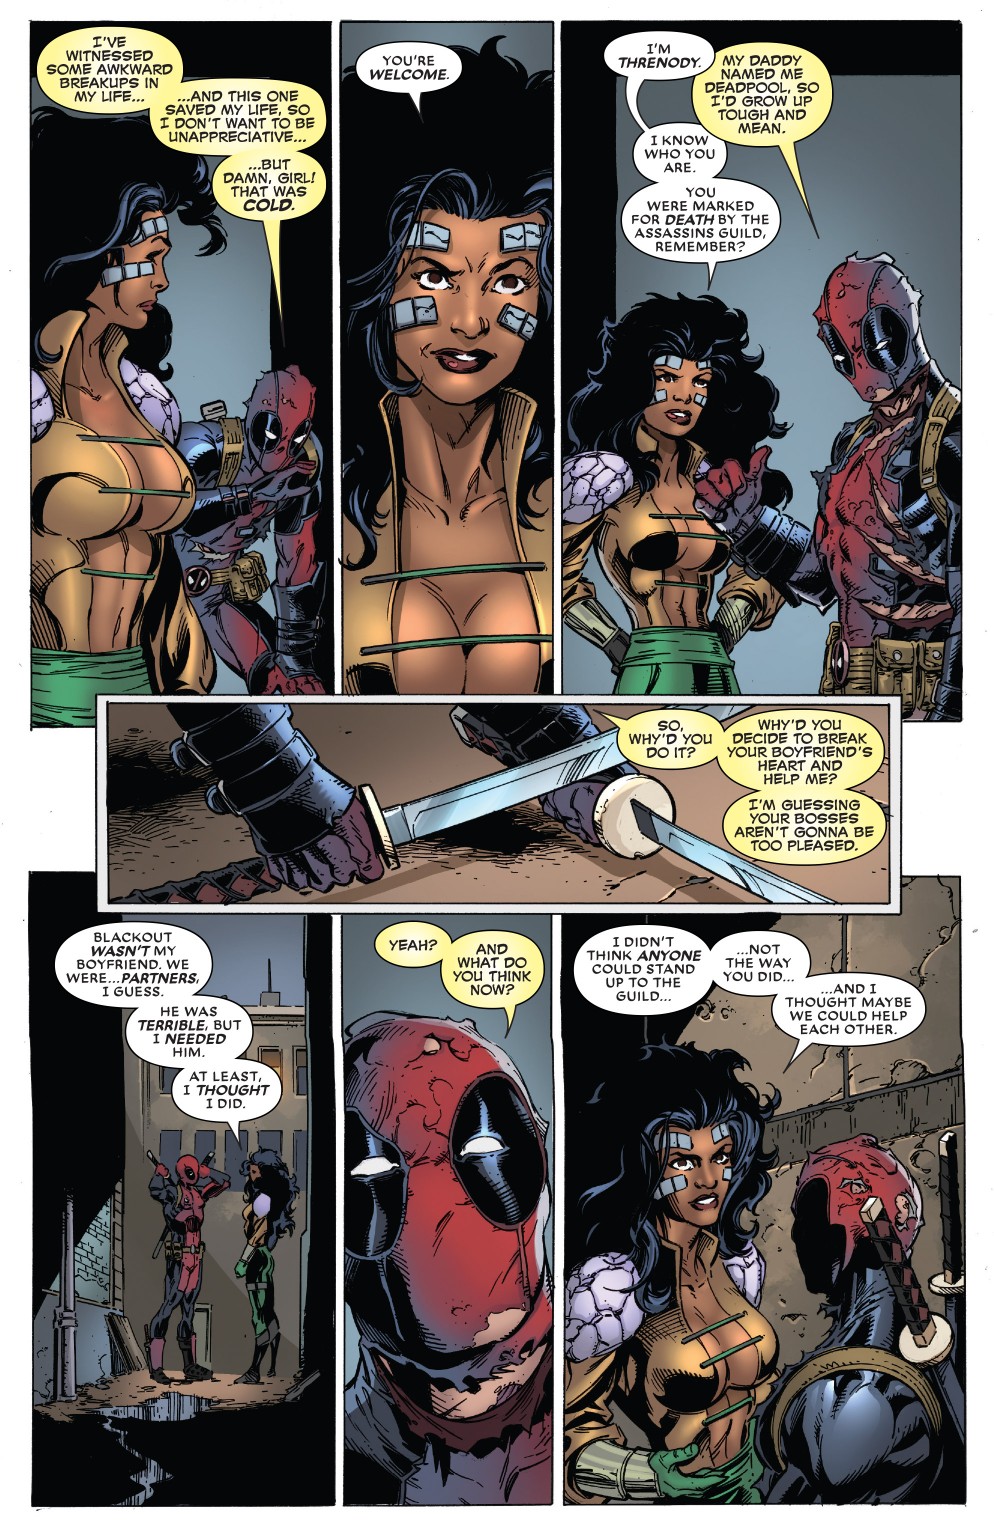 I'VE
WITNESSED
SOME AWKWARD
BREAKUPS IN
MY LIFE...
...AND THIS ONE
SAVED MY LIFE, SO
I DON'T WANT TO BE
UNAPPRECIATIVE...
...BUT
DAMN, GIRL!
THAT WAS
COLD.
YOU'RE
WELCOME.
I'M
THRENODY.
MY DADDY
NAMED ME
DEADPOOL, SO
I'D GROW UP
TOUGH AND
MEAN.
I KNOW
WHO YOU
ARE.
YOU
WERE MARKED
FOR DEATH BY THE
ASSASSINS GUILD,
REMEMBER?
SO,
WHY'D YOU
DO IT?
WHY'D YOU
DECIDE TO BREAK
YOUR BOYFRIEND'S
HEART AND
HELP ME?
I'M GUESSING
YOUR BOSSES
AREN'T GONNA BE
TOO PLEASED.
BLACKOUT
WASN'T MY
BOYFRIEND. WE
WERE...PARTNERS,
I GUESS.
HE WAS
TERRIBLE, BUT
I NEEDED
HIM.
AT LEAST,
I THOUGHT
I DID.
YEAH?
AND
WHAT DO
YOU THINK
NOW?
I DIDN'T
THINK ANYONE
COULD STAND
UP TO THE
GUILD...
...NOT
THE WAY
YOU DID...
...AND I
THOUGHT MAYBE
WE COULD HELP
EACH OTHER.